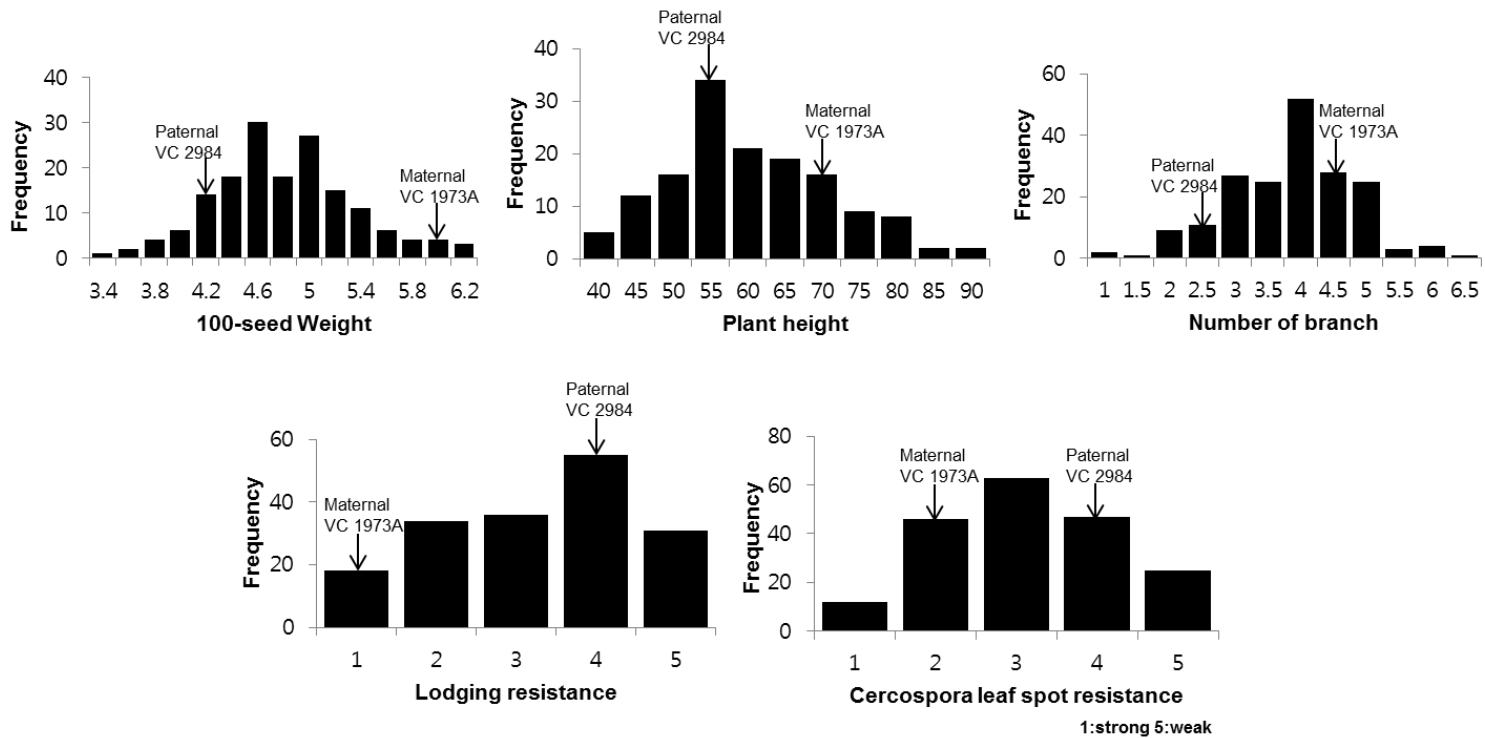 Frequency
40
30
20
10
0
Paternal
VC 2984
Maternal
VC 1973A
3.4 3.8 4.2 4.6 5 5.4 5.8 6.2
100-seed Weight
Frequency
40
30
20
10
0
Paternal
VC 2984
Maternal
VC 1973A
40 45 50 55 60 65 70 75 80 85 90
Plant height
Frequency
60
40
20
0
Paternal
VC 2984
Maternal
VC 1973A
1 1.5 2 2.5 3 3.5 4 4.5 5 5.5 6 6.5
Number of branch
Frequency
60
40
20
0
Maternal
VC 1973A
Paternal
VC 2984
1 2 3 4 5
Lodging resistance
Frequency
80
60
40
20
0
Maternal
VC 1973A
Paternal
VC 2984
1 2 3 4 5
Cercospora leaf spot resistance
1:strong 5:weak